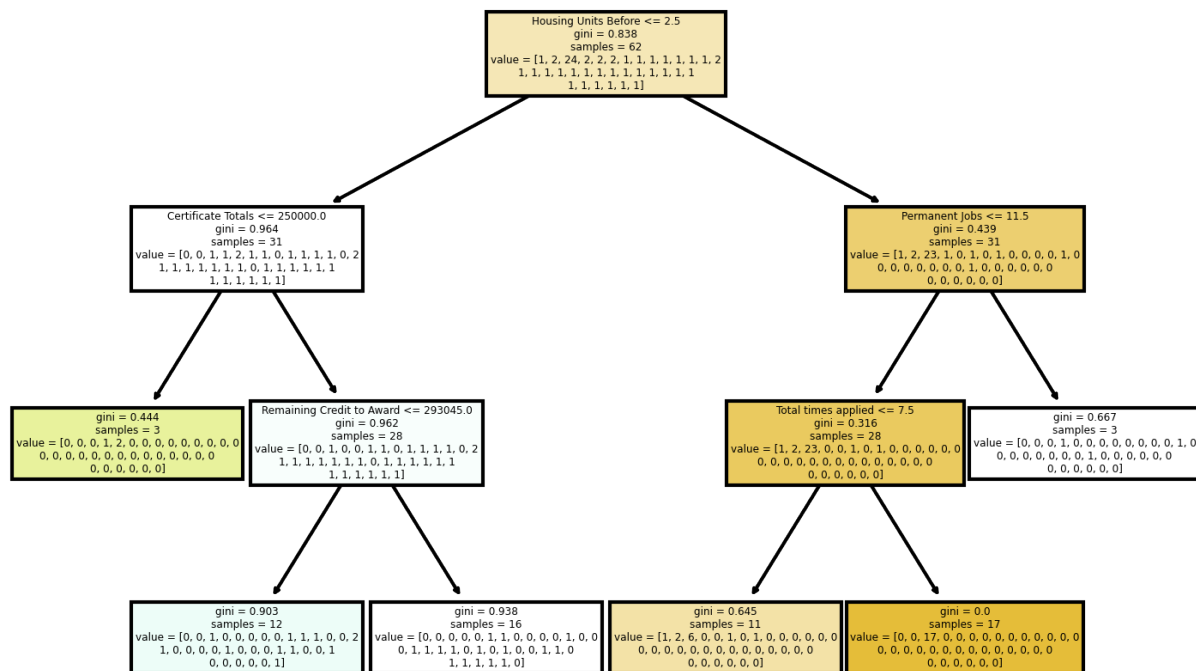 Housing Units Before <= 2.5
gini = 0.838
samples = 62
value = [1, 2, 24, 2, 2, 2, 1, 1, 1, 1, 1, 1, 1, 2
1, 1, 1, 1, 1, 1, 1, 1, 1, 1, 1, 1, 1, 1
1, 1, 1, 1, 1, 1]
Certificate Totals <= 250000.0
gini = 0.964
samples = 31
value = [0, 0, 1, 1, 2, 1, 1, 0, 1, 1, 1, 1, 0, 2
1, 1, 1, 1, 1, 1, 1, 0, 1, 1, 1, 1, 1, 1
1, 1, 1, 1, 1, 1]
Permanent Jobs <= 11.5
gini = 0.439
samples = 31
value = [1, 2, 23, 1, 0, 1, 0, 1, 0, 0, 0, 0, 1, 0
0, 0, 0, 0, 0, 0, 0, 1, 0, 0, 0, 0, 0, 0
0, 0, 0, 0, 0, 0]
gini = 0.444
samples = 3
value = [0, 0, 0, 1, 2, 0, 0, 0, 0, 0, 0, 0, 0, 0
0, 0, 0, 0, 0, 0, 0, 0, 0, 0, 0, 0, 0, 0
0, 0, 0, 0, 0, 0]
Remaining Credit to Award <= 293045.0
gini = 0.962
samples = 28
value = [0, 0, 1, 0, 0, 1, 1, 0, 1, 1, 1, 1, 0, 2
1, 1, 1, 1, 1, 1, 1, 0, 1, 1, 1, 1, 1, 1
1, 1, 1, 1, 1, 1]
Total times applied <= 7.5
gini = 0.316
samples = 28
value = [1, 2, 23, 0, 0, 1, 0, 1, 0, 0, 0, 0, 0, 0
0, 0, 0, 0, 0, 0, 0, 0, 0, 0, 0, 0, 0, 0
0, 0, 0, 0, 0, 0]
gini = 0.667
samples = 3
value = [0, 0, 0, 1, 0, 0, 0, 0, 0, 0, 0, 0, 1, 0
0, 0, 0, 0, 0, 0, 0, 1, 0, 0, 0, 0, 0, 0
0, 0, 0, 0, 0, 0]
gini = 0.903
samples = 12
value = [0, 0, 1, 0, 0, 0, 0, 0, 1, 1, 1, 0, 0, 2
1, 0, 0, 0, 0, 1, 0, 0, 0, 1, 1, 0, 0, 1
0, 0, 0, 0, 0, 1]
gini = 0.938
samples = 16
value = [0, 0, 0, 0, 0, 1, 1, 0, 0, 0, 0, 1, 0, 0
0, 1, 1, 1, 1, 0, 1, 0, 1, 0, 0, 1, 1, 0
1, 1, 1, 1, 1, 0]
gini = 0.645
samples = 11
value = [1, 2, 6, 0, 0, 1, 0, 1, 0, 0, 0, 0, 0, 0
0, 0, 0, 0, 0, 0, 0, 0, 0, 0, 0, 0, 0, 0
0, 0, 0, 0, 0, 0]
gini = 0.0
samples = 17
value = [0, 0, 17, 0, 0, 0, 0, 0, 0, 0, 0, 0, 0, 0
0, 0, 0, 0, 0, 0, 0, 0, 0, 0, 0, 0, 0, 0
0, 0, 0, 0, 0, 0]